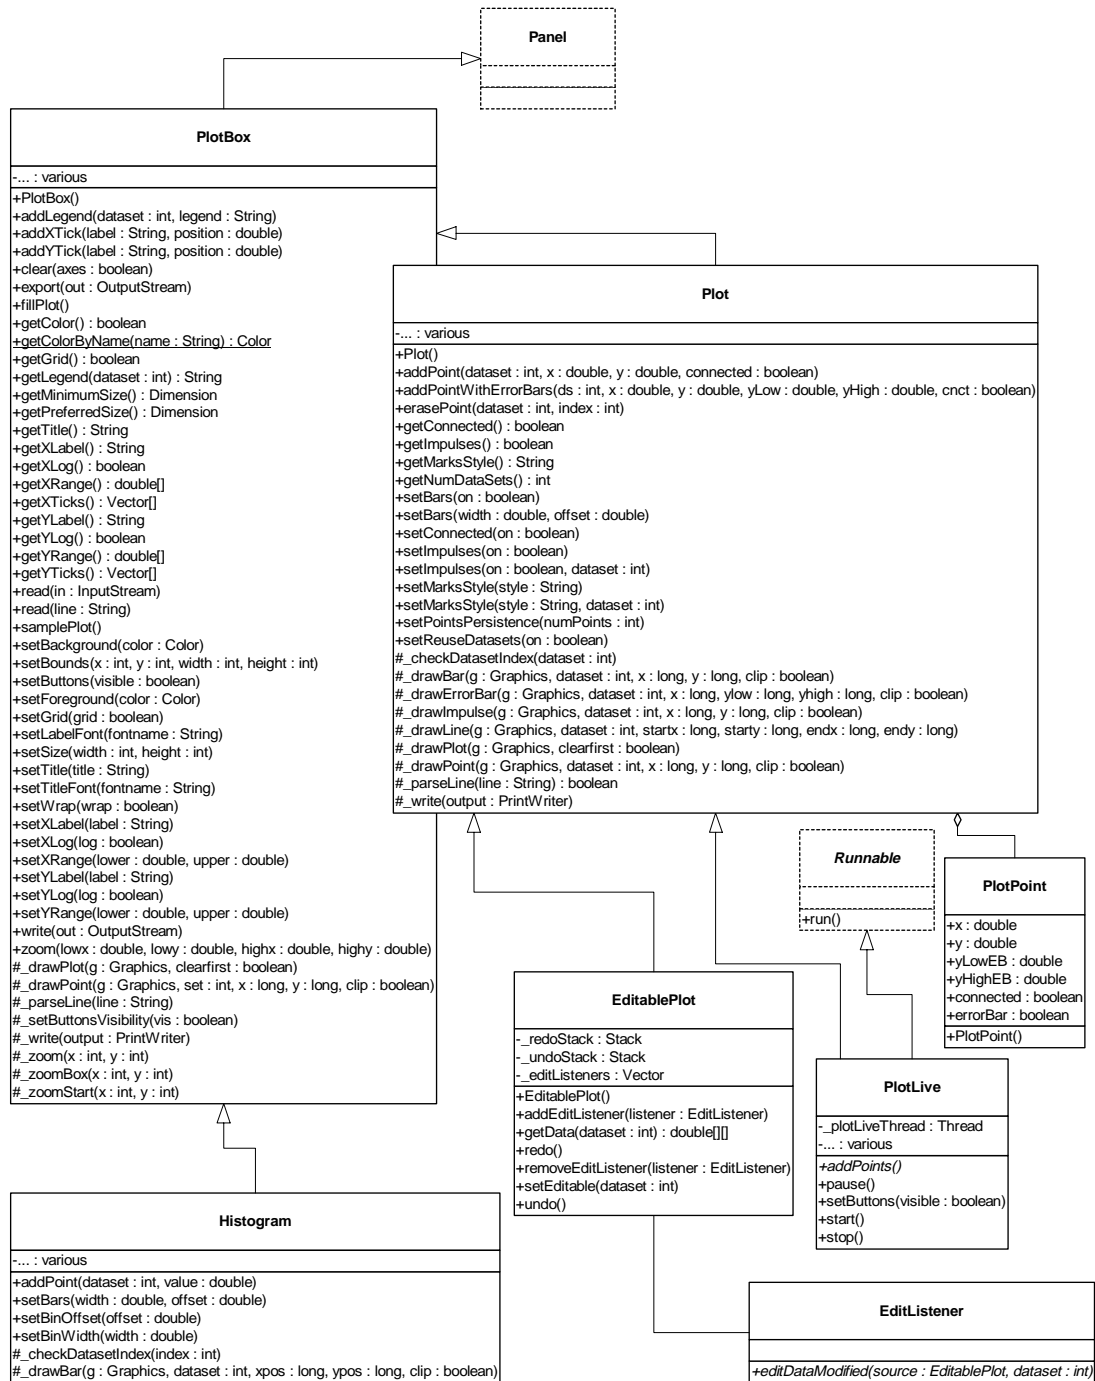 Panel
PlotBox
-... : various
+PlotBox()
+addLegend(dataset : int, legend : String)
+addXTick(label : String, position : double)
+addYTick(label : String, position : double)
+clear(axes : boolean)
+export(out : OutputStream)
+fillPlot()
+getColor() : boolean
+getColorByName(name : String) : Color
+getGrid() : boolean
+getLegend(dataset : int) : String
+getMinimumSize() : Dimension
+getPreferredSize() : Dimension
+getTitle() : String
+getXLabel() : String
+getXLog() : boolean
+getXRange() : double[]
+getXTicks() : Vector[]
+getYLabel() : String
+getYLog() : boolean
+getYRange() : double[]
+getYTicks() : Vector[]
+read(in : InputStream)
+read(line : String)
+samplePlot()
+setBackground(color : Color)
+setBounds(x : int, y : int, width : int, height : int)
+setButtons(visible : boolean)
+setForeground(color : Color)
+setGrid(grid : boolean)
+setLabelFont(fontname : String)
+setSize(width : int, height : int)
+setTitle(title : String)
+setTitleFont(fontname : String)
+setWrap(wrap : boolean)
+setXLabel(label : String)
+setXLog(log : boolean)
+setXRange(lower : double, upper : double)
+setYLabel(label : String)
+setYLog(log : boolean)
+setYRange(lower : double, upper : double)
+write(out : OutputStream)
+zoom(lowx : double, lowy : double, highx : double, highy : double)
#_drawPlot(g : Graphics, clearfirst : boolean)
#_drawPoint(g : Graphics, set : int, x : long, y : long, clip : boolean)
#_parseLine(line : String)
#_setButtonsVisibility(vis : boolean)
#_write(output : PrintWriter)
#_zoom(x : int, y : int)
#_zoomBox(x : int, y : int)
#_zoomStart(x : int, y : int)
Plot
-... : various
+Plot()
+addPoint(dataset : int, x : double, y : double, connected : boolean)
+addPointWithErrorBars(ds : int, x : double, y : double, yLow : double, yHigh : double, cnct : boolean)
+erasePoint(dataset : int, index : int)
+getConnected() : boolean
+getImpulses() : boolean
+getMarksStyle() : String
+getNumDataSets() : int
+setBars(on : boolean)
+setBars(width : double, offset : double)
+setConnected(on : boolean)
+setImpulses(on : boolean)
+setImpulses(on : boolean, dataset : int)
+setMarksStyle(style : String)
+setMarksStyle(style : String, dataset : int)
+setPointsPersistence(numPoints : int)
+setReuseDatasets(on : boolean)
#_checkDatasetIndex(dataset : int)
#_drawBar(g : Graphics, dataset : int, x : long, y : long, clip : boolean)
#_drawErrorBar(g : Graphics, dataset : int, x : long, ylow : long, yhigh : long, clip : boolean)
#_drawImpulse(g : Graphics, dataset : int, x : long, y : long, clip : boolean)
#_drawLine(g : Graphics, dataset : int, startx : long, starty : long, endx : long, endy : long)
#_drawPlot(g : Graphics, clearfirst : boolean)
#_drawPoint(g : Graphics, dataset : int, x : long, y : long, clip : boolean)
#_parseLine(line : String) : boolean
#_write(output : PrintWriter)
Runnable
+run()
PlotPoint
+x : double
+y : double
+yLowEB : double
+yHighEB : double
+connected : boolean
+errorBar : boolean
+PlotPoint()
EditablePlot
-_redoStack : Stack
-_undoStack : Stack
-_editListeners : Vector
+EditablePlot()
+addEditListener(listener : EditListener)
+getData(dataset : int) : double[][]
+redo()
+removeEditListener(listener : EditListener)
+setEditable(dataset : int)
+undo()
PlotLive
-_plotLiveThread : Thread
-... : various
+addPoints()
+pause()
+setButtons(visible : boolean)
+start()
+stop()
Histogram
-... : various
+addPoint(dataset : int, value : double)
+setBars(width : double, offset : double)
+setBinOffset(offset : double)
+setBinWidth(width : double)
#_checkDatasetIndex(index : int)
#_drawBar(g : Graphics, dataset : int, xpos : long, ypos : long, clip : boolean)
EditListener
+editDataModified(source : EditablePlot, dataset : int)